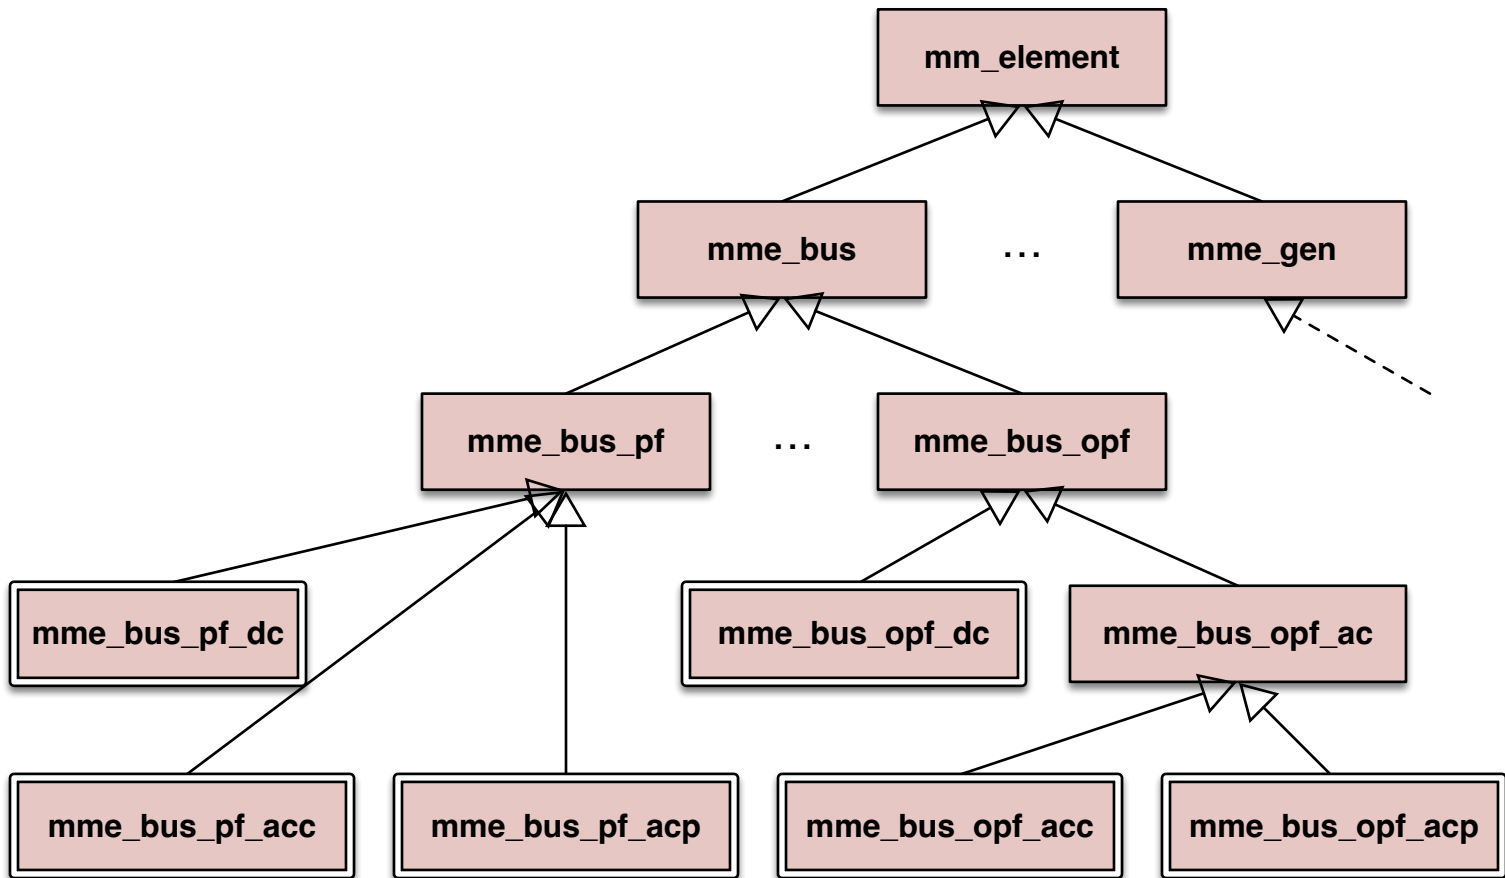 mm_element
mme_bus
...
mme_gen
mme_bus_pf
...
mme_bus_opf
mme_bus_pf_dc
mme_bus_opf_dc
mme_bus_opf_ac
mme_bus_pf_acc
mme_bus_pf_acp
mme_bus_opf_acc
mme_bus_opf_acp